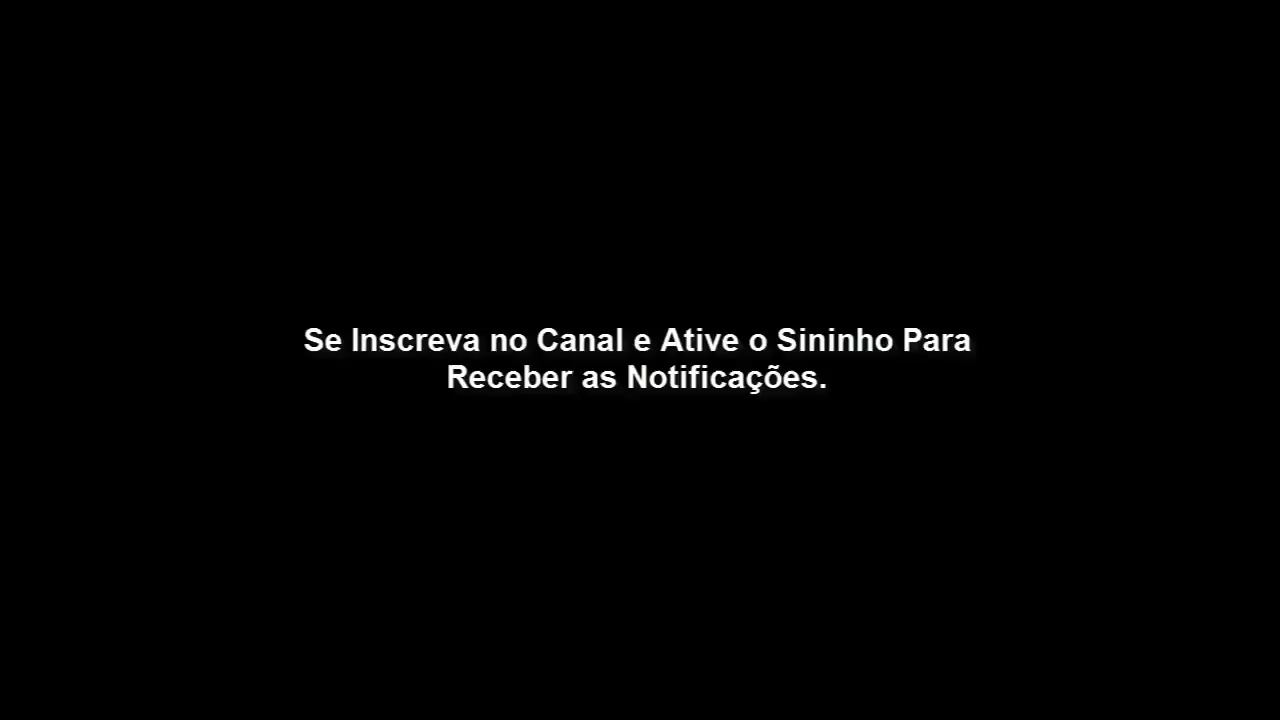 Se Inscreva no Canal e Ative o Sininho Para
Receber as Notificações.